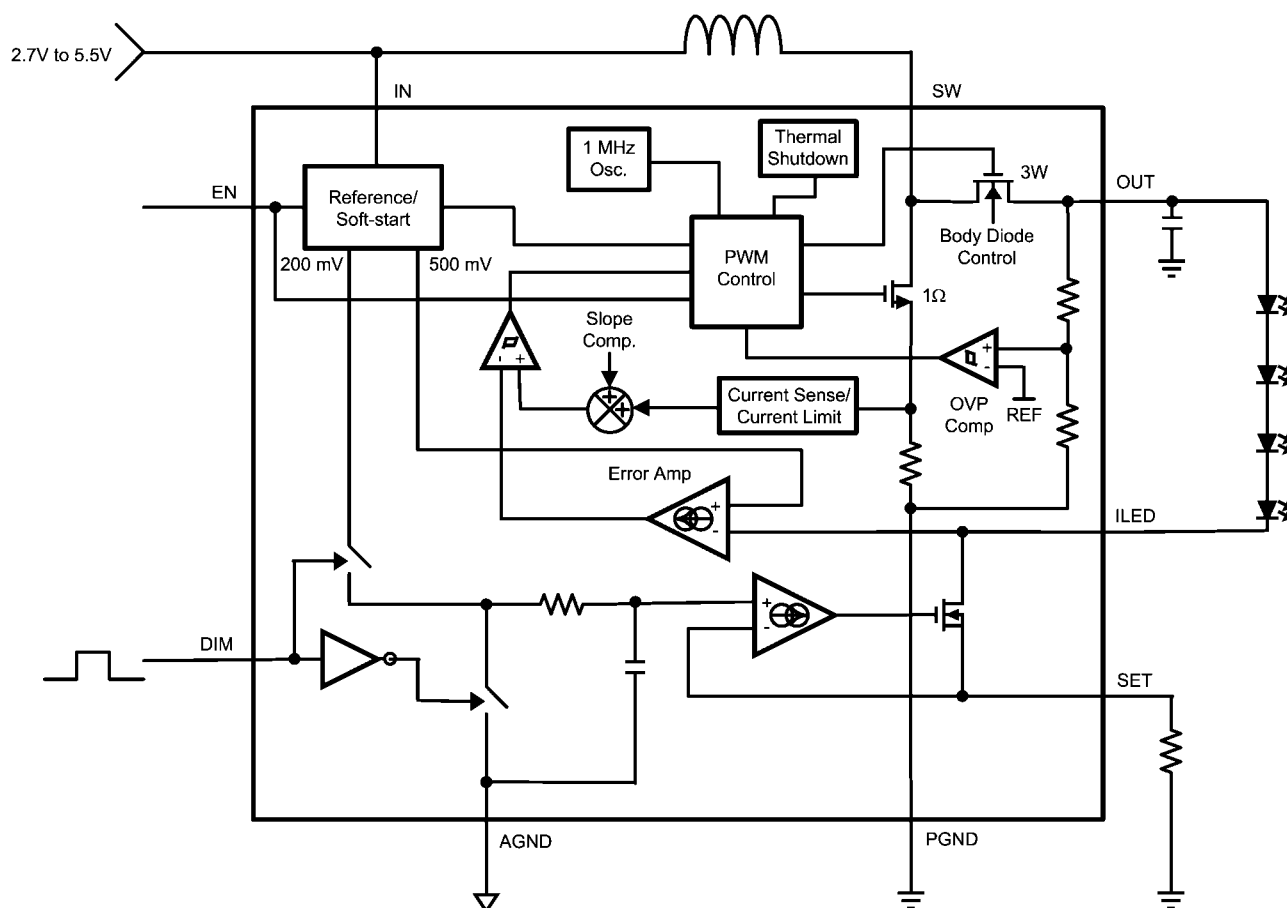 2.7V to 5.5V
IN
SW
1 MHz
Osc.
Thermal
Shutdown
EN
Reference/
Soft-start
3W
OUT
200 mV
500 mV
PWM
Control
Body Diode
Control
1Ω
Slope
Comp.
- +
+
+
Current Sense/
Current Limit
+
-
OVP
Comp
REF
Error Amp
+
-
ILED
DIM
+
-
SET
AGND
PGND